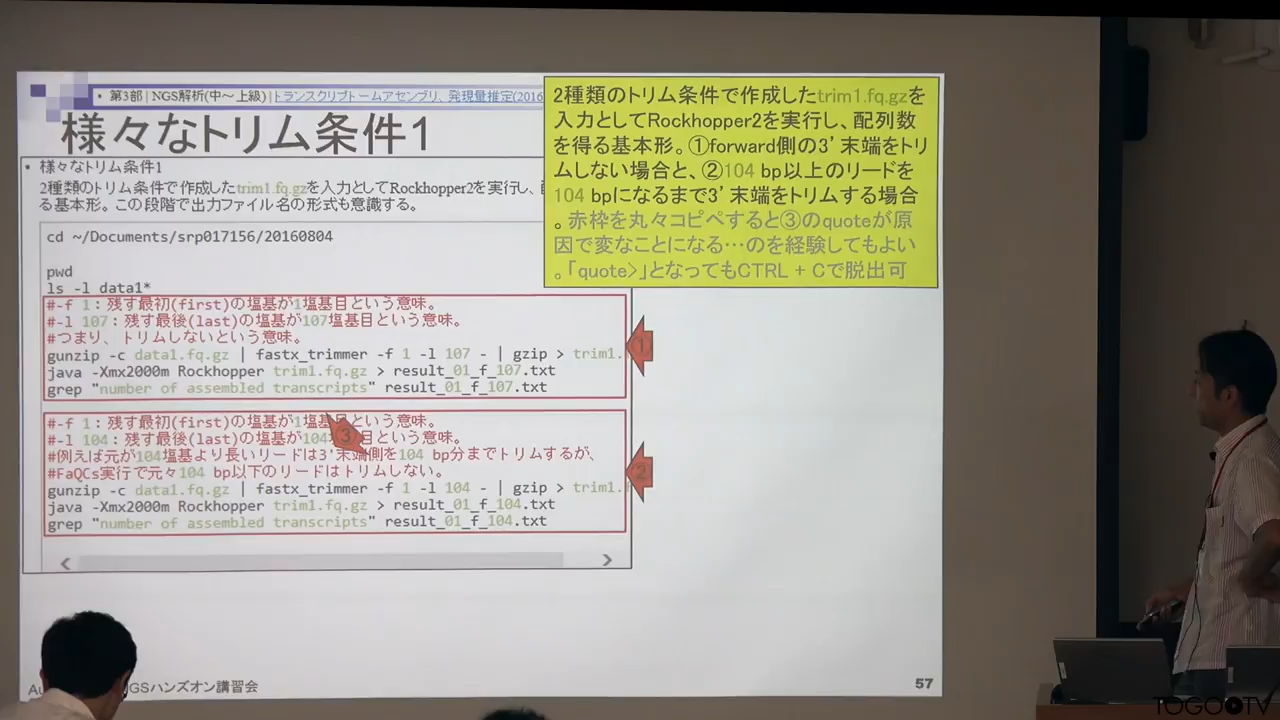 • 第3部 | NGS解析(中～上級) | トランスクリプトームアセンブリ、発現量推定(2016
様々なトリム条件1
• 様々なトリム条件1
2種類のトリム条件で作成したtrim1.fq.gzを入力としてRockhopper2を実行し、
る基本形。この段階で出力ファイル名の形式も意識する。
cd ~/Documents/srp017156/20160804
pwd
ls -l data1*
#-f 1：残す最初(first)の塩基が1塩基目という意味。
#-l 107：残す最後(last)の塩基が107塩基目という意味。
#つまり、トリムしないという意味。
gunzip -c data1.fq.gz | fastx_trimmer -f 1 -l 107 - | gzip > trim1.
java -Xmx2000m Rockhopper trim1.fq.gz > result_01_f_107.txt
grep "number of assembled transcripts" result_01_f_107.txt
①
#-f 1：残す最初(first)の塩基が1塩基目という意味。
#-l 104：残す最後(last)の塩基が104目という意味。
③
#例えば元が104塩基より長いリードは3'末端側を104 bp分までトリムするが、
#FaQCs実行で元々104 bp以下のリードはトリムしない。
gunzip -c data1.fq.gz | fastx_trimmer -f 1 -l 104 - | gzip > trim1.
java -Xmx2000m Rockhopper trim1.fq.gz > result_01_f_104.txt
grep "number of assembled transcripts" result_01_f_104.txt
②
2種類のトリム条件で作成したtrim1.fq.gzを
入力としてRockhopper2を実行し、配列数
を得る基本形。①forward側の3'末端をトリ
ムしない場合と、②104 bp以上のリードを
104 bpになるまで3'末端をトリムする場合
。赤枠を丸々コピペすると③のquoteが原
因で変なことになる…のを経験してもよい
。「quote>」となってもCTRL + Cで脱出可
NGSハンズオン講習会
57
TOGOTV